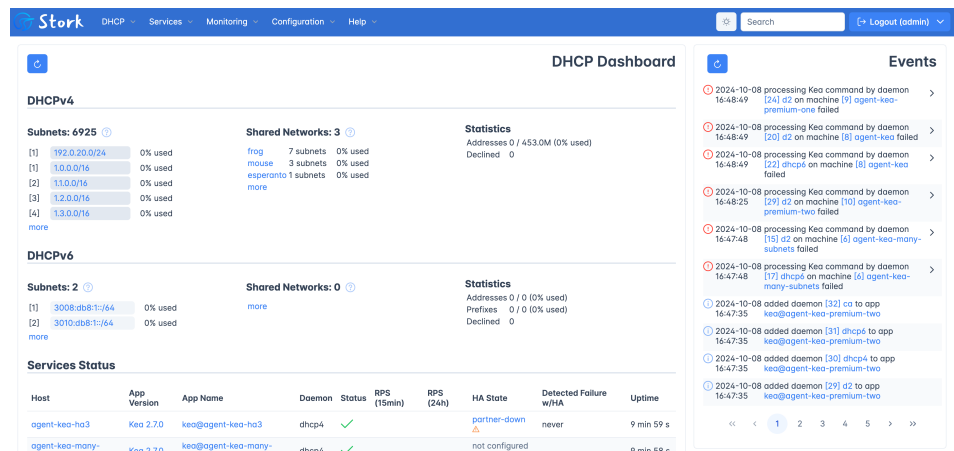 Stork DHCP Services Monitoring Configuration Help Search Logout (admin)
DHCP Dashboard
DHCPv4
Subnets: 6925
[1] 192.0.20.0/24 0% used
[1] 1.0.0.0/16 0% used
[2] 1.1.0.0/16 0% used
[3] 1.2.0.0/16 0% used
[4] 1.3.0.0/16 0% used
more
Shared Networks: 3
frog 7 subnets 0% used
mouse 3 subnets 0% used
esperanto 1 subnets 0% used
more
Statistics
Addresses 0 / 453.0M (0% used)
Declined 0
DHCPv6
Subnets: 2
[1] 3008:db8:1::/64 0% used
[2] 3010:db8:1::/64 0% used
more
Shared Networks: 0
more
Statistics
Addresses 0 / 0 (0% used)
Prefixes 0 / 0 (0% used)
Declined 0
Services Status
Host App Version App Name Daemon Status RPS (15min) RPS (24h) HA State Detected Failure w/HA Uptime
agent-kea-ha3 Kea 2.7.0 kea@agent-kea-ha3 dhcp4 partner-down never 9 min 59 s
agent-kea-many- Kea 2.7.0 kea@agent-kea-many- dhcp4 not configured 9 min 58 s
Events
2024-10-08 processing Kea command by daemon
16:48:49 [24] d2 on machine [9] agent-kea-
premium-one failed
2024-10-08 processing Kea command by daemon
16:48:49 [20] d2 on machine [8] agent-kea failed
2024-10-08 processing Kea command by daemon
16:48:49 [22] dhcp6 on machine [8] agent-kea
failed
2024-10-08 processing Kea command by daemon
16:48:25 [29] d2 on machine [10] agent-kea-
premium-two failed
2024-10-08 processing Kea command by daemon
16:47:48 [15] d2 on machine [6] agent-kea-many-
subnets failed
2024-10-08 processing Kea command by daemon
16:47:48 [17] dhcp6 on machine [6] agent-kea-
many-subnets failed
2024-10-08 added daemon [32] ca to app
16:47:35 kea@agent-kea-premium-two
2024-10-08 added daemon [31] dhcp6 to app
16:47:35 kea@agent-kea-premium-two
2024-10-08 added daemon [30] dhcp4 to app
16:47:35 kea@agent-kea-premium-two
2024-10-08 added daemon [29] d2 to app
16:47:35 kea@agent-kea-premium-two
1 2 3 4 5